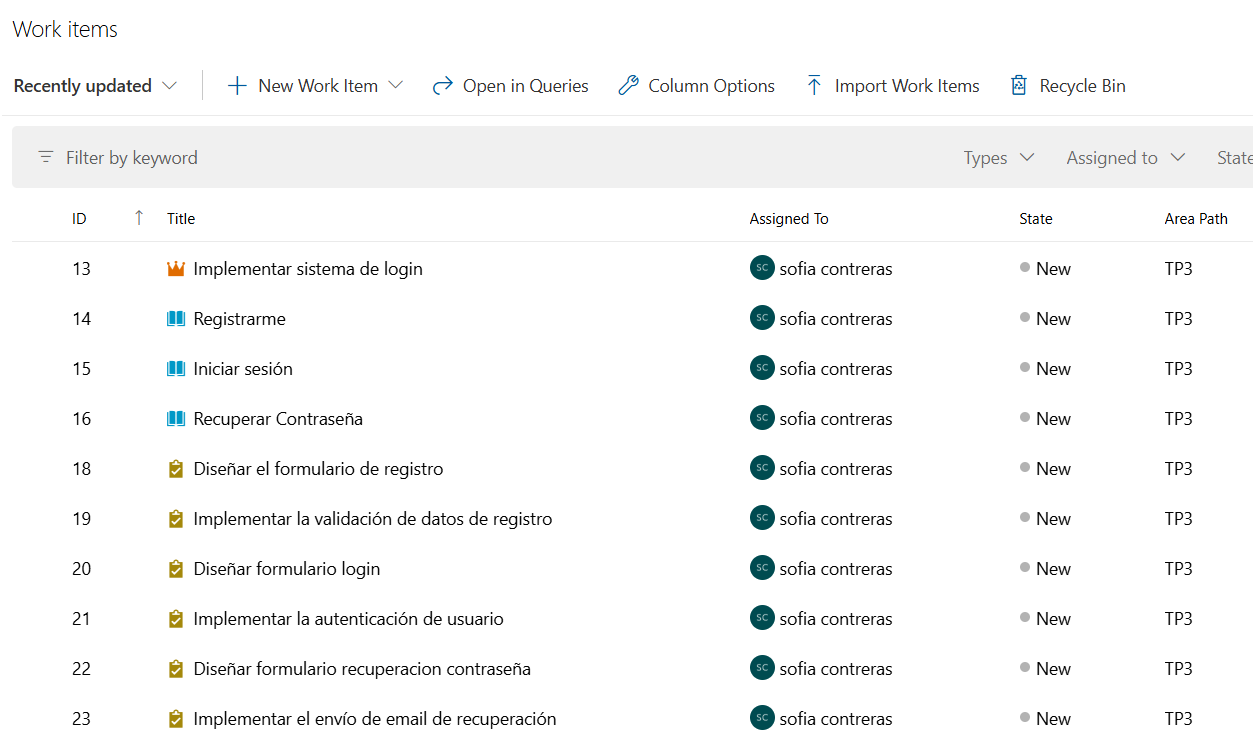 Work items
Recently updated New Work Item Open in Queries Column Options Import Work Items Recycle Bin
Filter by keyword Types Assigned to State
ID Title Assigned To State Area Path
13 Implementar sistema de login SC sofia contreras New TP3
14 Registrarme SC sofia contreras New TP3
15 Iniciar sesión SC sofia contreras New TP3
16 Recuperar Contraseña SC sofia contreras New TP3
18 Diseñar el formulario de registro SC sofia contreras New TP3
19 Implementar la validación de datos de registro SC sofia contreras New TP3
20 Diseñar formulario login SC sofia contreras New TP3
21 Implementar la autenticación de usuario SC sofia contreras New TP3
22 Diseñar formulario recuperacion contraseña SC sofia contreras New TP3
23 Implementar el envío de email de recuperación SC sofia contreras New TP3